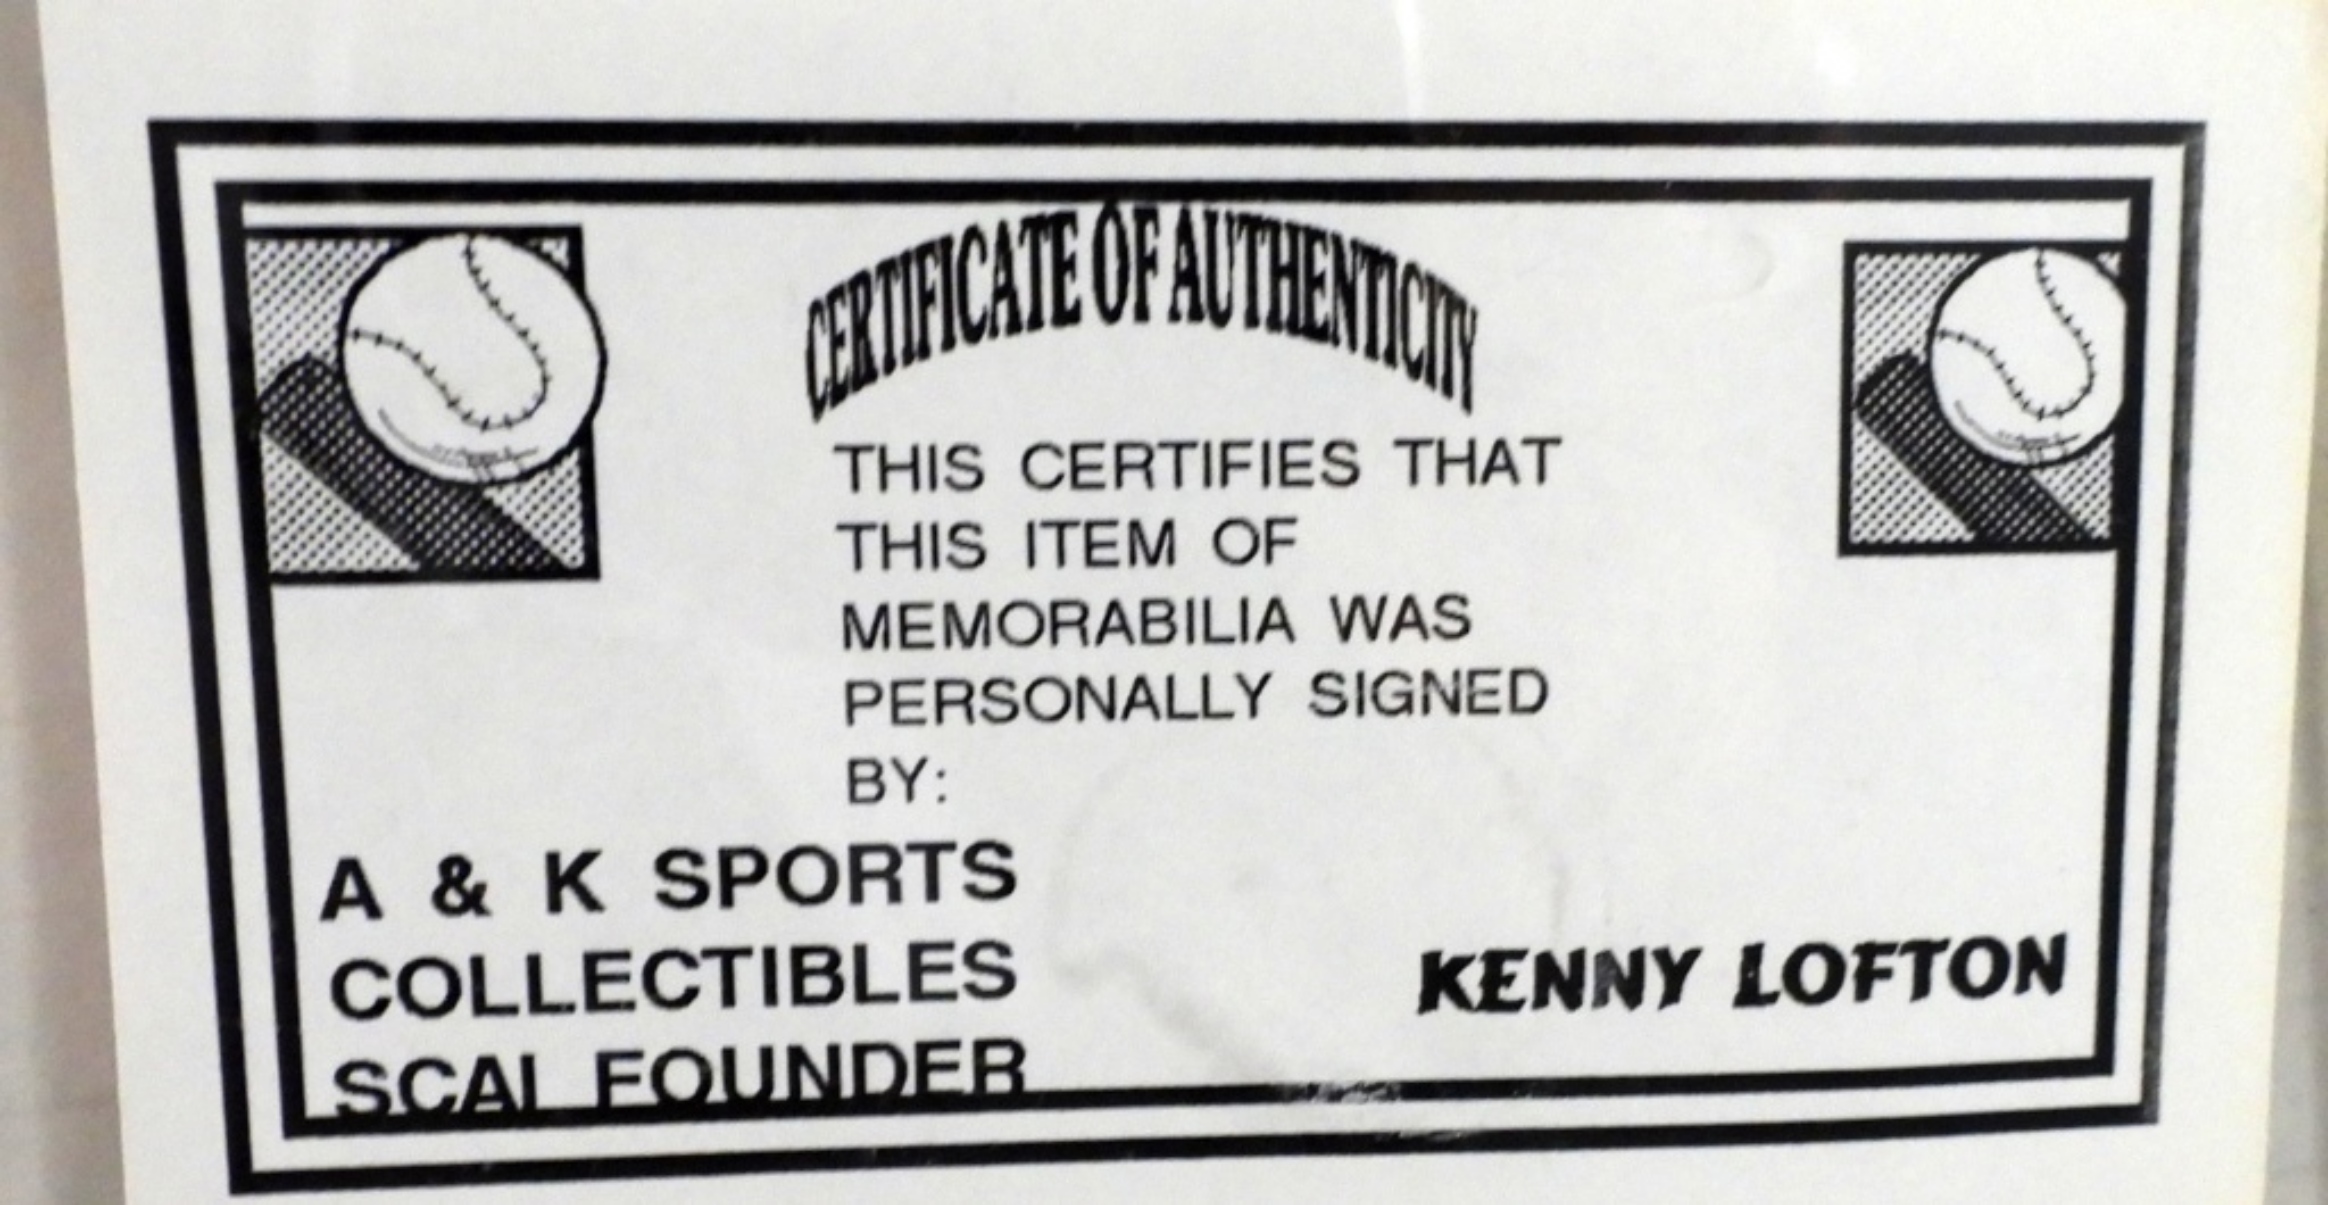 CERTIFICATE OF AUTHENTICITY
THIS CERTIFIES THAT
THIS ITEM OF
MEMORABILIA WAS
PERSONALLY SIGNED
BY:
A & K SPORTS
COLLECTIBLES
SCAI FOUNDER
KENNY LOFTON